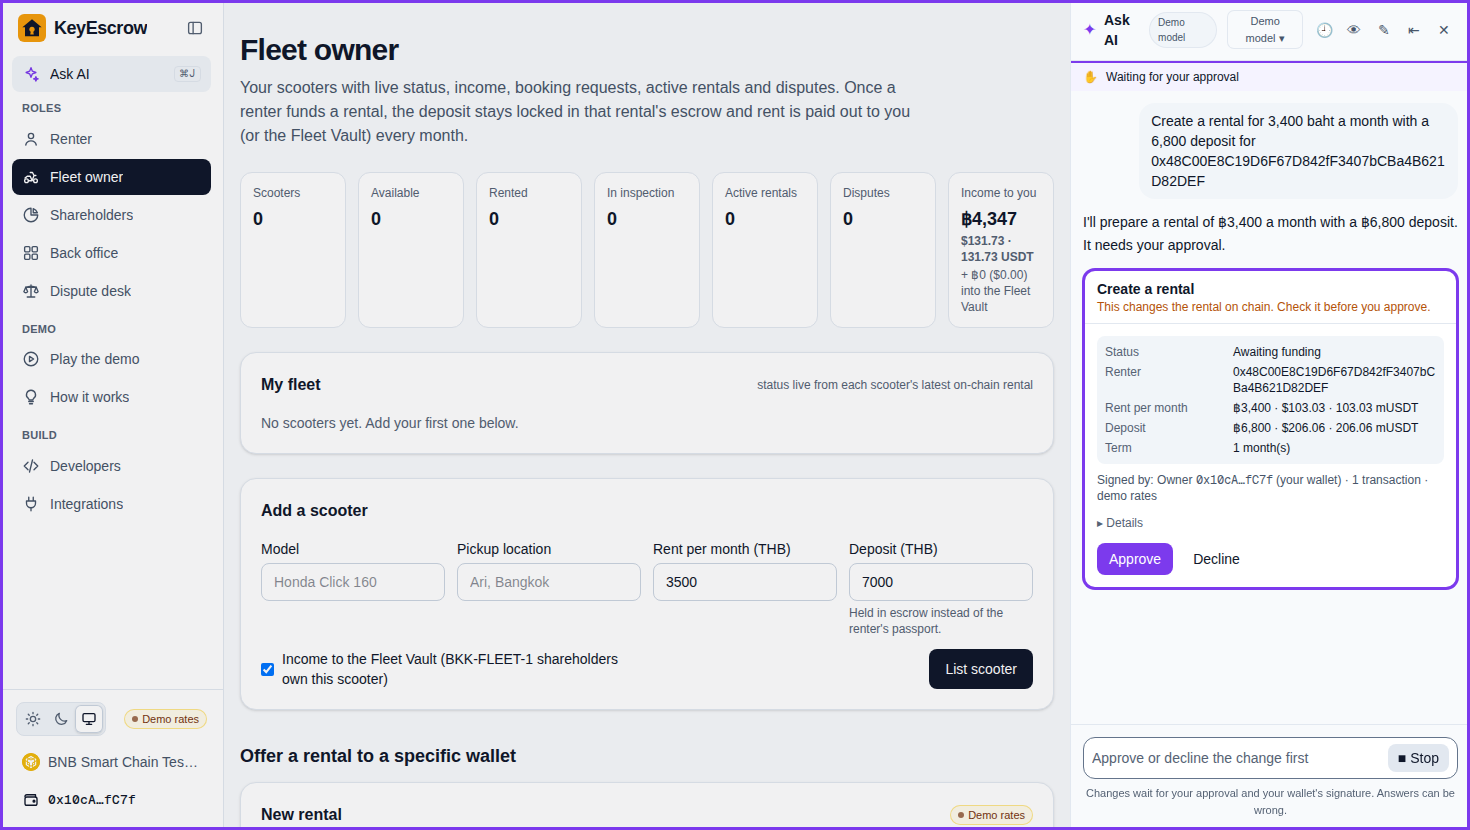 KeyEscrow
Ask AI
⌘J
ROLES
Renter
Fleet owner
Shareholders
Back office
Dispute desk
DEMO
Play the demo
How it works
BUILD
Developers
Integrations
Demo rates
BNB Smart Chain Tes…
0x10cA…fC7f
Fleet owner
Your scooters with live status, income, booking requests, active rentals and disputes. Once a
renter funds a rental, the deposit stays locked in that rental's escrow and rent is paid out to you
(or the Fleet Vault) every month.
Scooters
0
Available
0
Rented
0
In inspection
0
Active rentals
0
Disputes
0
Income to you
฿4,347
$131.73 ·
131.73 USDT
+ ฿0 ($0.00)
into the Fleet
Vault
My fleet
status live from each scooter's latest on-chain rental
No scooters yet. Add your first one below.
Add a scooter
Model
Pickup location
Rent per month (THB)
Deposit (THB)
Honda Click 160
Ari, Bangkok
3500
7000
Held in escrow instead of the
renter's passport.
Income to the Fleet Vault (BKK-FLEET-1 shareholders
own this scooter)
List scooter
Offer a rental to a specific wallet
New rental
Demo rates
Ask
AI
Demo
model
Demo
model ▾
Waiting for your approval
Create a rental for 3,400 baht a month with a
6,800 deposit for
0x48C00E8C19D6F67D842fF3407bCBa4B621
D82DEF
I'll prepare a rental of ฿3,400 a month with a ฿6,800 deposit.
It needs your approval.
Create a rental
This changes the rental on chain. Check it before you approve.
Status Awaiting funding
Renter 0x48C00E8C19D6F67D842fF3407bC
Ba4B621D82DEF
Rent per month ฿3,400 · $103.03 · 103.03 mUSDT
Deposit ฿6,800 · $206.06 · 206.06 mUSDT
Term 1 month(s)
Signed by: Owner 0x10cA…fC7f (your wallet) · 1 transaction ·
demo rates
▸ Details
Approve
Decline
Approve or decline the change first
■ Stop
Changes wait for your approval and your wallet's signature. Answers can be
wrong.